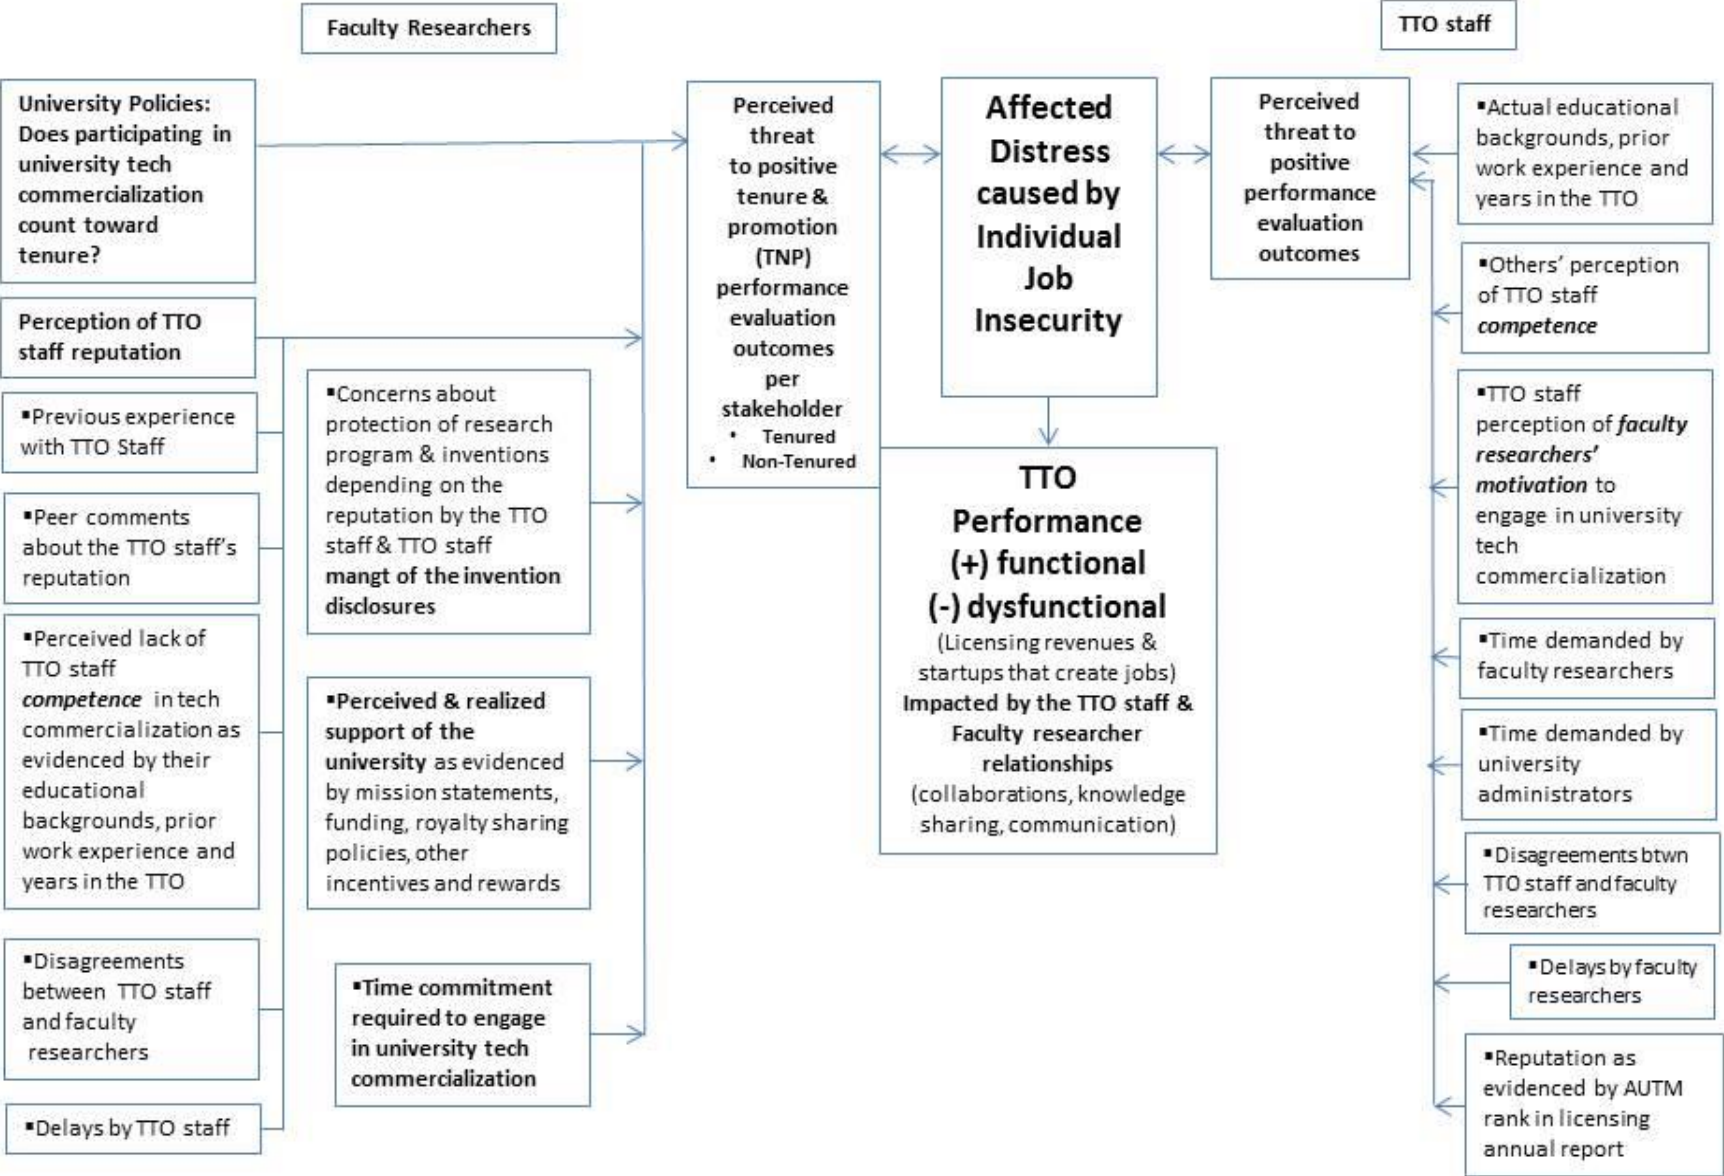 Faculty Researchers
TTO staff
University Policies:
Does participating in
university tech
commercialization
count toward
tenure?
Perception of TTO
staff reputation
▪Previous experience
with TTO Staff
▪Peer comments
about the TTO staff's
reputation
▪Perceived lack of
TTO staff
competence in tech
commercialization as
evidenced by their
educational
backgrounds, prior
work experience and
years in the TTO
▪Disagreements
between TTO staff
and faculty
researchers
▪Delays by TTO staff
▪Concerns about
protection of research
program & inventions
depending on the
reputation by the TTO
staff & TTO staff
mangt of the invention
disclosures
▪Perceived & realized
support of the
university as evidenced
by mission statements,
funding, royalty sharing
policies, other
incentives and rewards
▪Time commitment
required to engage
in university tech
commercialization
Perceived
threat
to positive
tenure &
promotion
(TNP)
performance
evaluation
outcomes
per
stakeholder
• Tenured
• Non-Tenured
Affected
Distress
caused by
Individual
Job
Insecurity
TTO
Performance
(+) functional
(-) dysfunctional
(Licensing revenues &
startups that create jobs)
Impacted by the TTO staff &
Faculty researcher
relationships
(collaborations, knowledge
sharing, communication)
Perceived
threat to
positive
performance
evaluation
outcomes
▪Actual educational
backgrounds, prior
work experience and
years in the TTO
▪Others' perception
of TTO staff
competence
▪TTO staff
perception of faculty
researchers'
motivation to
engage in university
tech
commercialization
▪Time demanded by
faculty researchers
▪Time demanded by
university
administrators
▪Disagreements btwn
TTO staff and faculty
researchers
▪Delays by faculty
researchers
▪Reputation as
evidenced by AUTM
rank in licensing
annual report